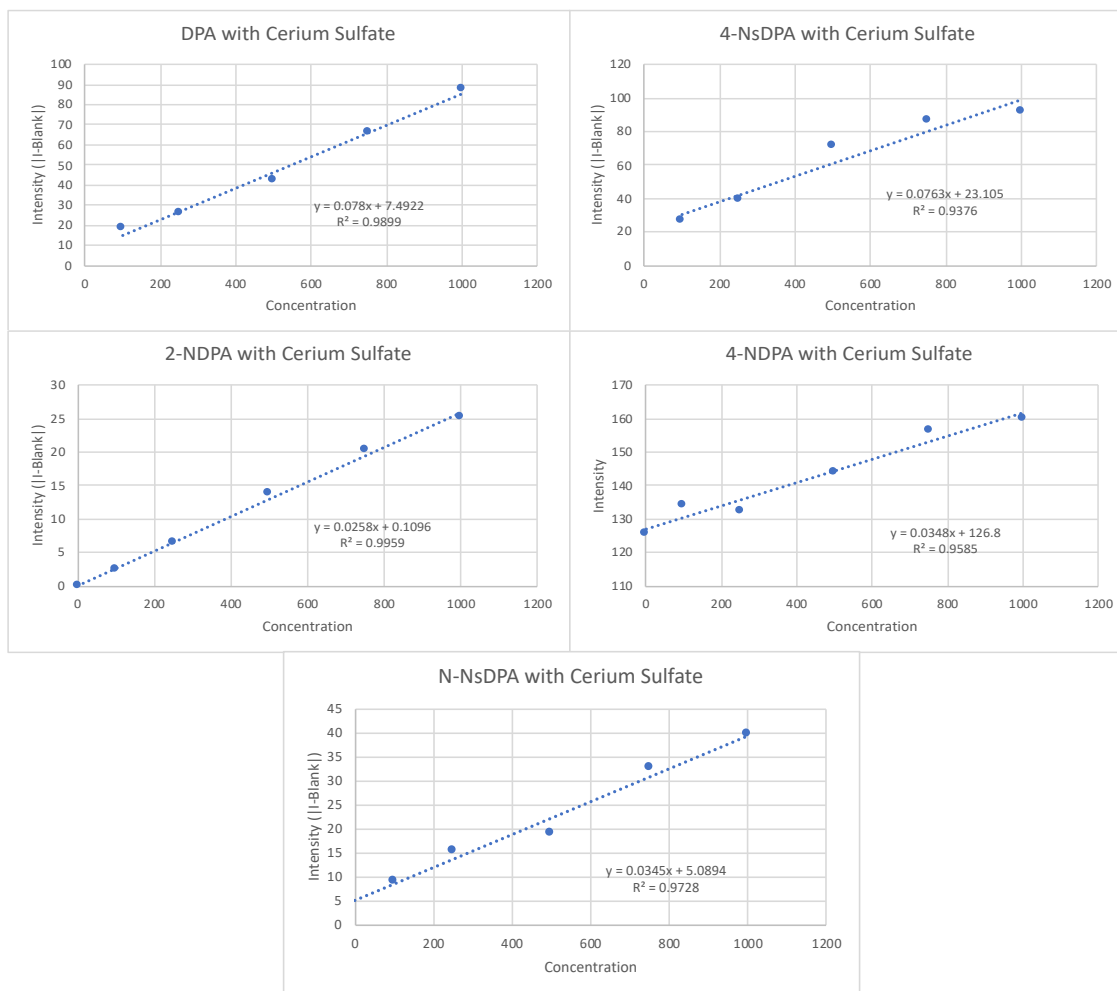 DPA with Cerium Sulfate
Intensity (|I-Blank|)
100
90
80
70
60
50
40
30
20
10
0
y = 0.078x + 7.4922
R² = 0.9899
0 200 400 600 800 1000 1200
Concentration
4-NsDPA with Cerium Sulfate
Intensity (|I-Blank|)
120
100
80
60
40
20
0
y = 0.0763x + 23.105
R² = 0.9376
0 200 400 600 800 1000 1200
Concentration
2-NDPA with Cerium Sulfate
Intensity (|I-Blank|)
30
25
20
15
10
5
0
y = 0.0258x + 0.1096
R² = 0.9959
0 200 400 600 800 1000 1200
Concentration
4-NDPA with Cerium Sulfate
Intensity
170
160
150
140
130
120
110
y = 0.0348x + 126.8
R² = 0.9585
0 200 400 600 800 1000 1200
Concentration
N-NsDPA with Cerium Sulfate
Intensity (|I-Blank|)
45
40
35
30
25
20
15
10
5
0
y = 0.0345x + 5.0894
R² = 0.9728
0 200 400 600 800 1000 1200
Concentration